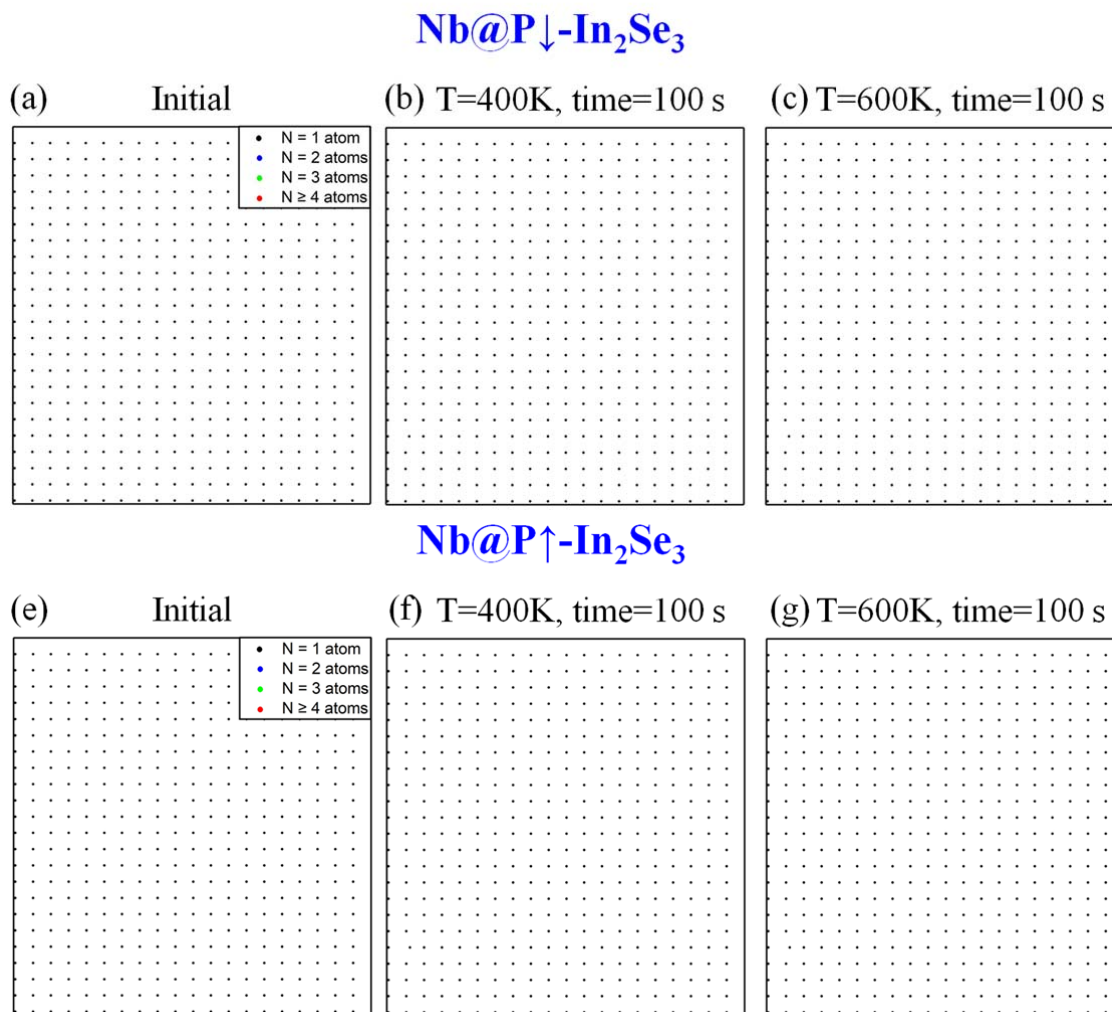 Nb@P↓-In₂Se₃
(a) Initial
(b) T=400K, time=100 s
(c) T=600K, time=100 s
N = 1 atom
N = 2 atoms
N = 3 atoms
N ≥ 4 atoms
Nb@P↑-In₂Se₃
(e) Initial
(f) T=400K, time=100 s
(g) T=600K, time=100 s
N = 1 atom
N = 2 atoms
N = 3 atoms
N ≥ 4 atoms